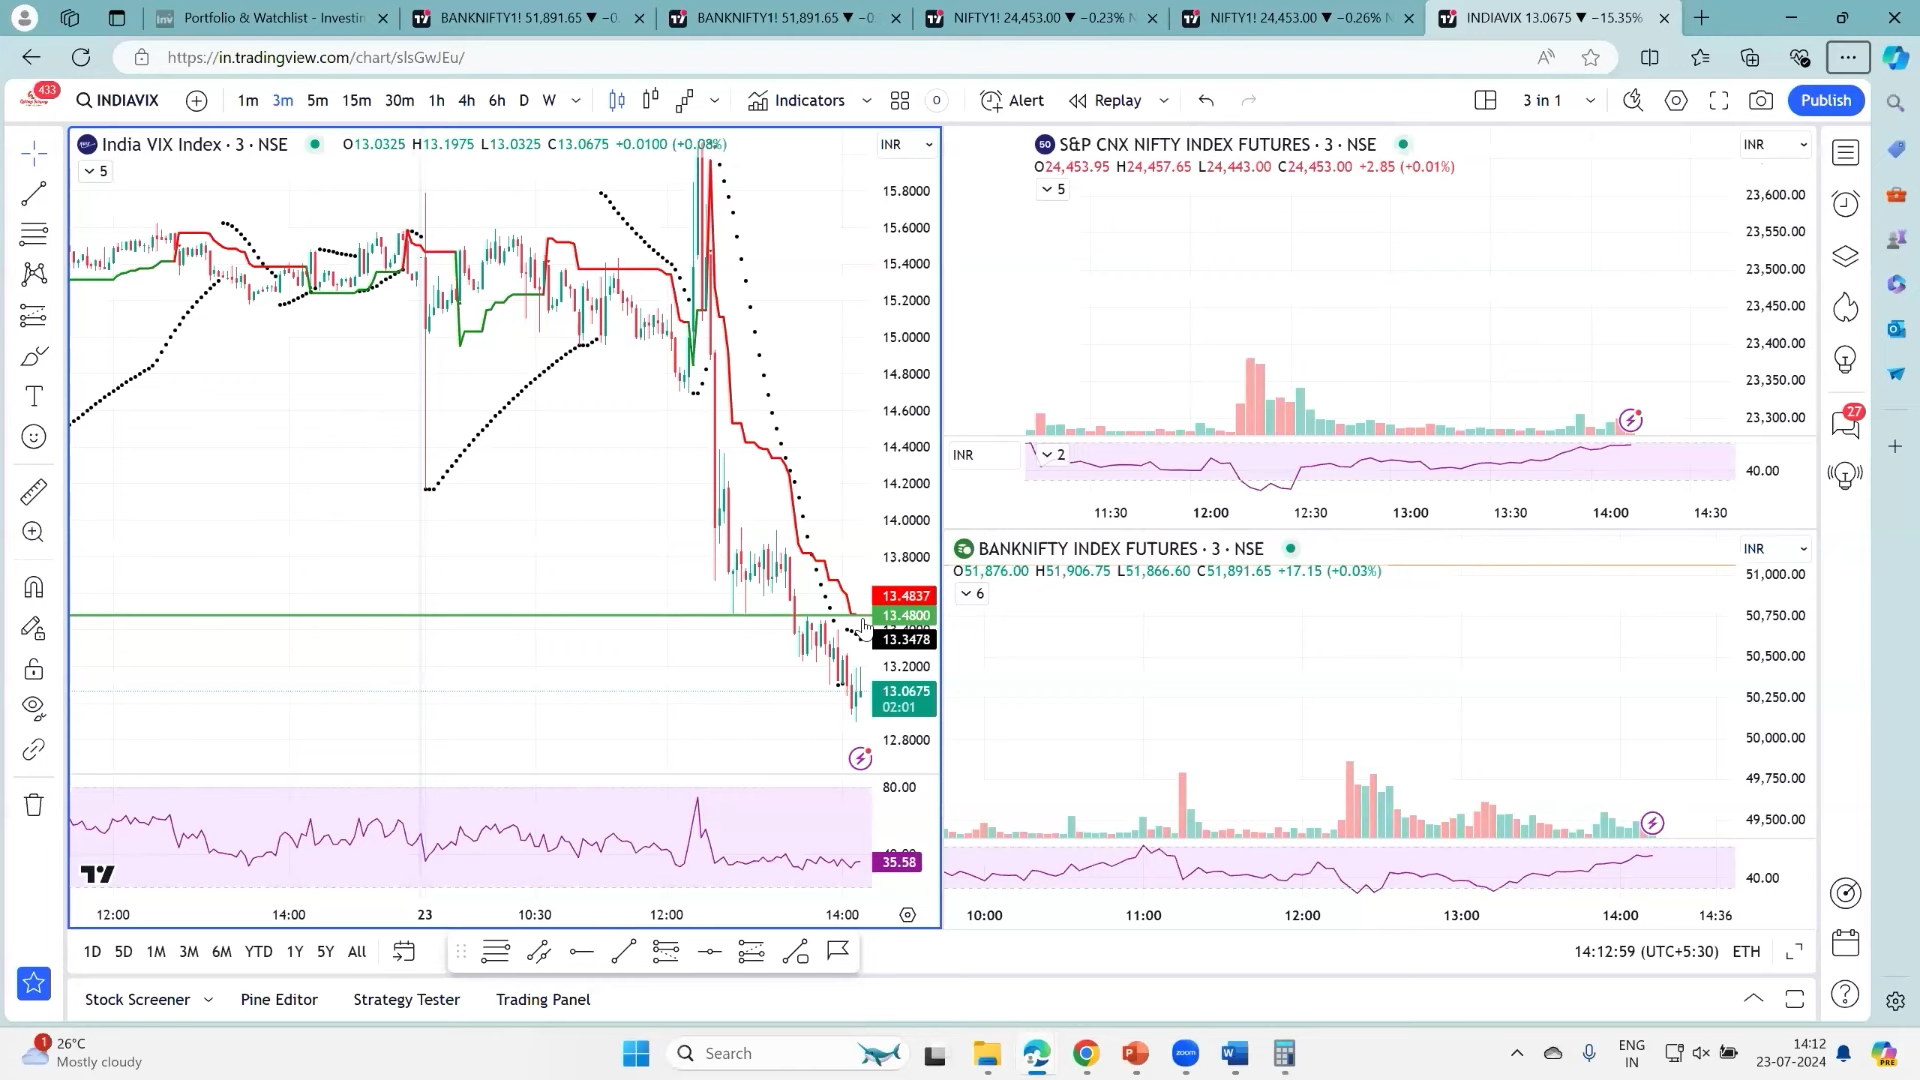 Portfolio & Watchlist - Investin
BANKNIFTY1! 51,891.65 ▼ −0.
BANKNIFTY1! 51,891.65 ▼ −0.
NIFTY1! 24,453.00 ▼ −0.23% N
NIFTY1! 24,453.00 ▼ −0.26% N
INDIAVIX 13.0675 ▼ −15.35%
https://in.tradingview.com/chart/slsGwJEu/
433
INDIAVIX
1m 3m 5m 15m 30m 1h 4h 6h D W
Indicators
Alert
Replay
3 in 1
Publish
India VIX Index · 3 · NSE
O13.0325 H13.1975 L13.0325 C13.0675 +0.0100 (+0.08%)
INR
5
15.8000
15.6000
15.4000
15.2000
15.0000
14.8000
14.6000
14.4000
14.2000
14.0000
13.8000
13.4837
13.4800
13.3478
13.2000
13.0675
02:01
12.8000
80.00
35.58
12:00 14:00 23 10:30 12:00 14:00
50 S&P CNX NIFTY INDEX FUTURES · 3 · NSE
INR
O24,453.95 H24,457.65 L24,443.00 C24,453.00 +2.85 (+0.01%)
5
23,600.00
23,550.00
23,500.00
23,450.00
23,400.00
23,350.00
23,300.00
INR
2
40.00
11:30 12:00 12:30 13:00 13:30 14:00 14:30
BANKNIFTY INDEX FUTURES · 3 · NSE
INR
O51,876.00 H51,906.75 L51,866.60 C51,891.65 +17.15 (+0.03%)
6
51,000.00
50,750.00
50,500.00
50,250.00
50,000.00
49,750.00
49,500.00
40.00
10:00 11:00 12:00 13:00 14:00 14:36
27
1D 5D 1M 3M 6M YTD 1Y 5Y All
14:12:59 (UTC+5:30) ETH
Stock Screener
Pine Editor
Strategy Tester
Trading Panel
1
26°C
Mostly cloudy
Search
zoom
ENG
IN
14:12
23-07-2024
PRE